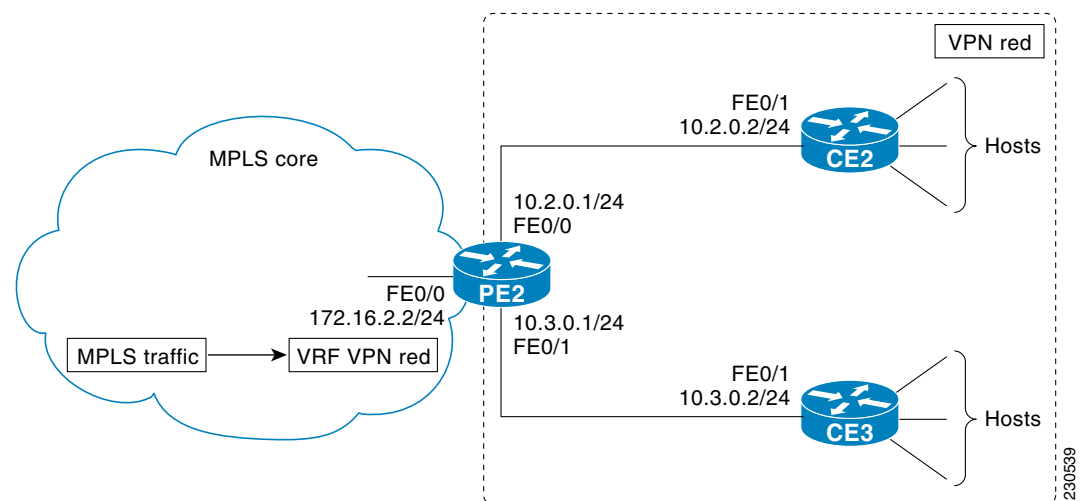 VPN red
FE0/1
10.2.0.2/24
CE2
Hosts
MPLS core
10.2.0.1/24
FE0/0
PE2
FE0/0
172.16.2.2/24
10.3.0.1/24
FE0/1
MPLS traffic
VRF VPN red
FE0/1
10.3.0.2/24
CE3
Hosts
230539